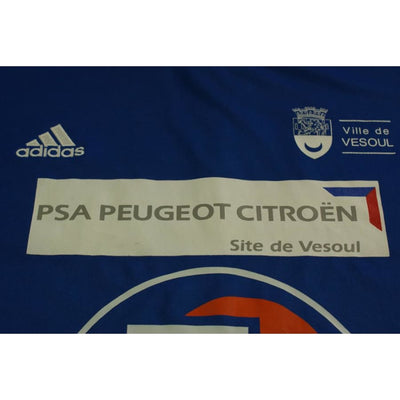 adidas
Ville de
VESOUL
PSA PEUGEOT CITROËN
Site de Vesoul